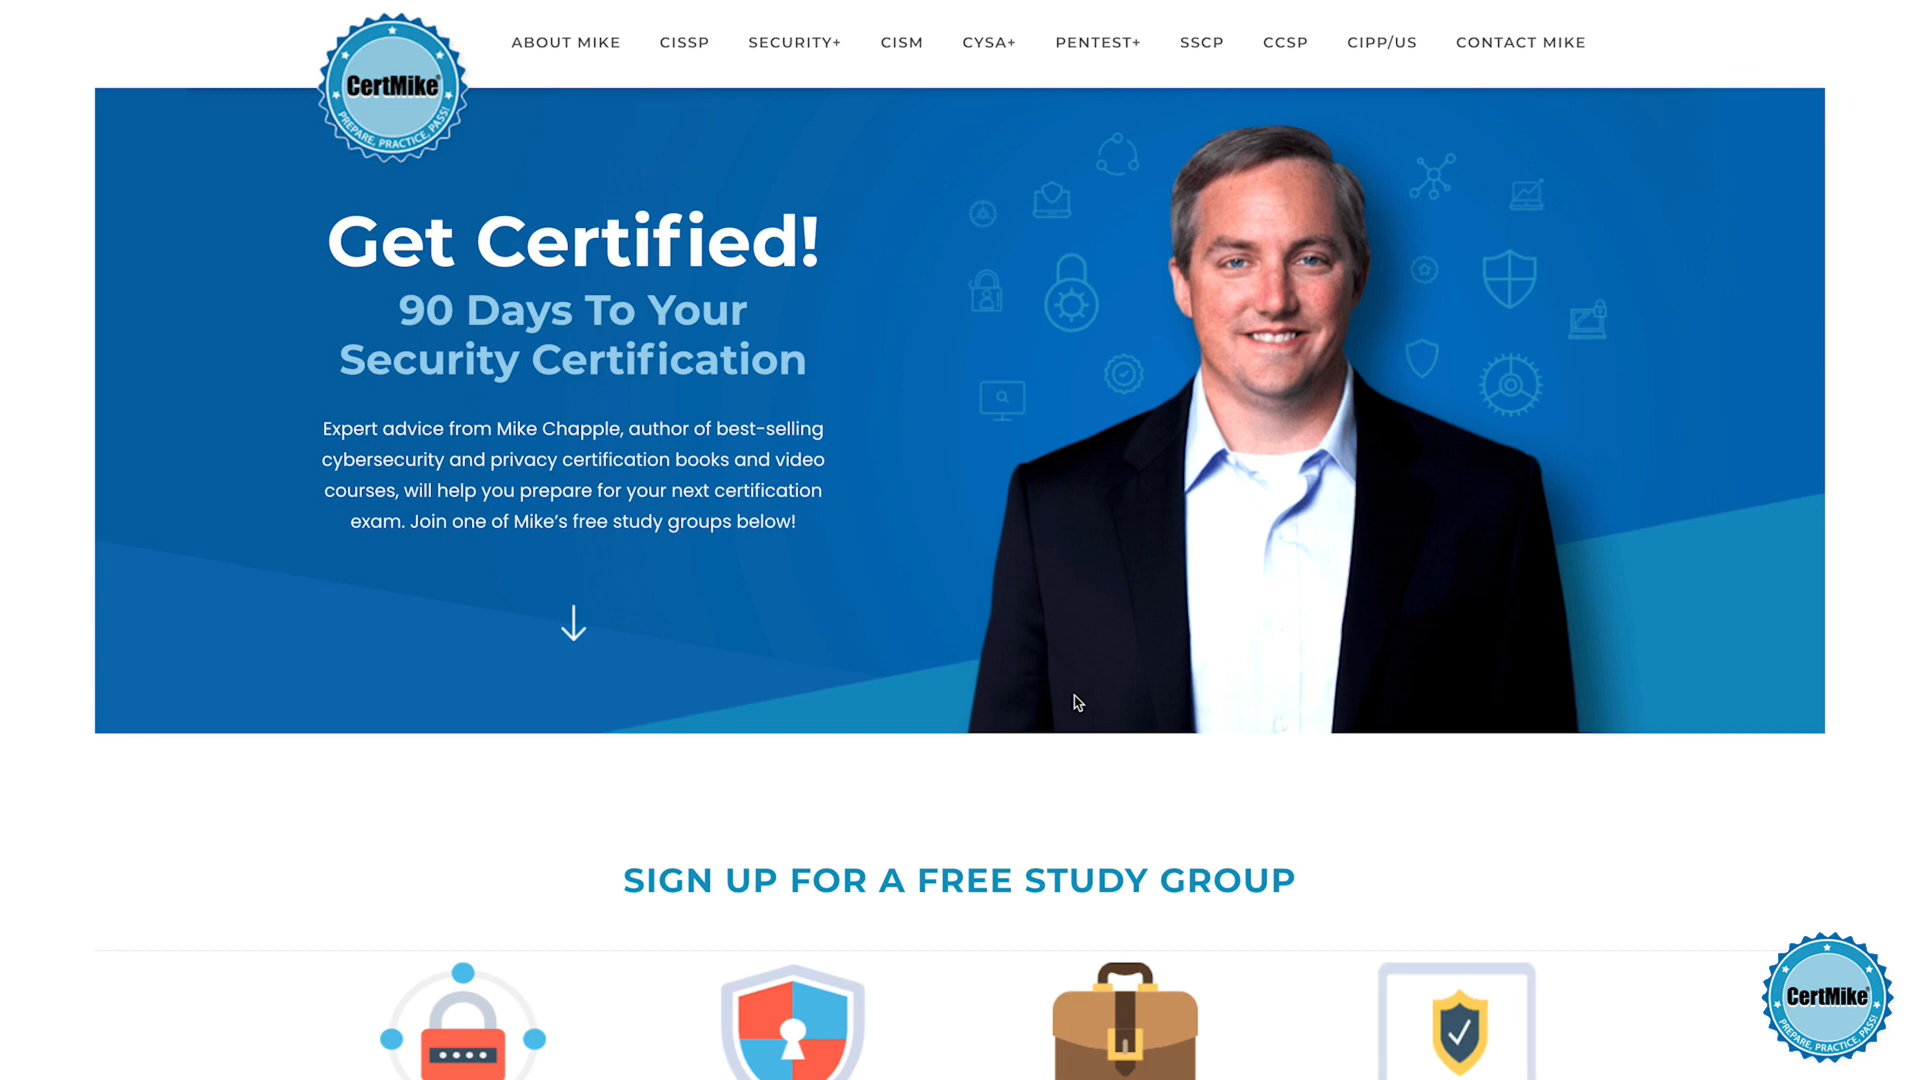 CertMike®
PREPARE, PRACTICE, PASS!
ABOUT MIKE
CISSP
SECURITY+
CISM
CYSA+
PENTEST+
SSCP
CCSP
CIPP/US
CONTACT MIKE
Get Certified!
90 Days To Your
Security Certification
Expert advice from Mike Chapple, author of best-selling
cybersecurity and privacy certification books and video
courses, will help you prepare for your next certification
exam. Join one of Mike’s free study groups below!
SIGN UP FOR A FREE STUDY GROUP
CertMike®
PREPARE, PRACTICE, PASS!